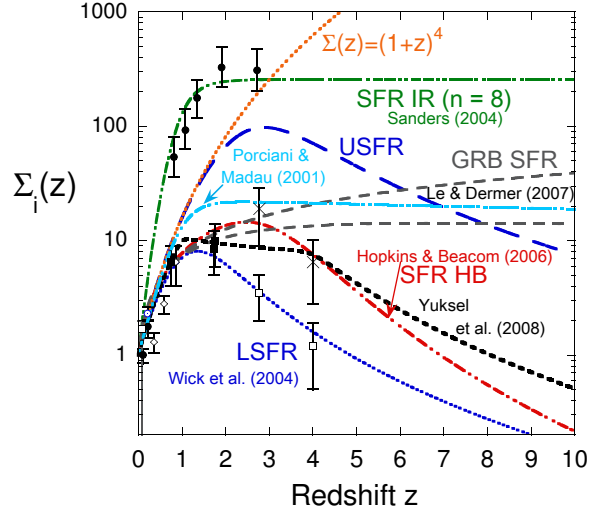 1000
Σ(z)=(1+z)^4
SFR IR (n = 8)
Sanders (2004)
100
USFR
Porciani &
Madau (2001)
GRB SFR
Le & Dermer (2007)
Σ_i(z)
10
Hopkins & Beacom (2006)
SFR HB
Yuksel
et al. (2008)
LSFR
Wick et al. (2004)
1
0 1 2 3 4 5 6 7 8 9 10
Redshift z